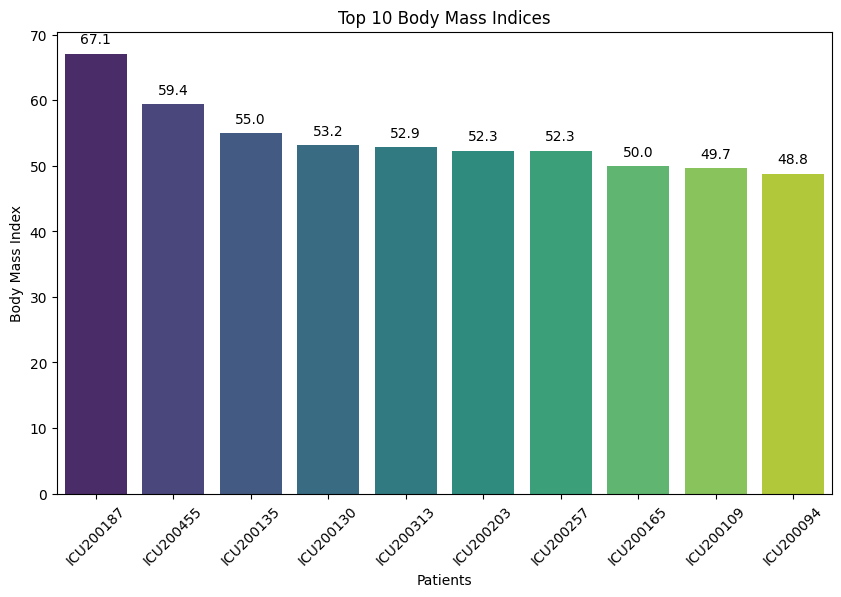 Top 10 Body Mass Indices
Body Mass Index
70
60
50
40
30
20
10
0
67.1
59.4
55.0
53.2
52.9
52.3
52.3
50.0
49.7
48.8
ICU200187
ICU200455
ICU200135
ICU200130
ICU200313
ICU200203
ICU200257
ICU200165
ICU200109
ICU200094
Patients